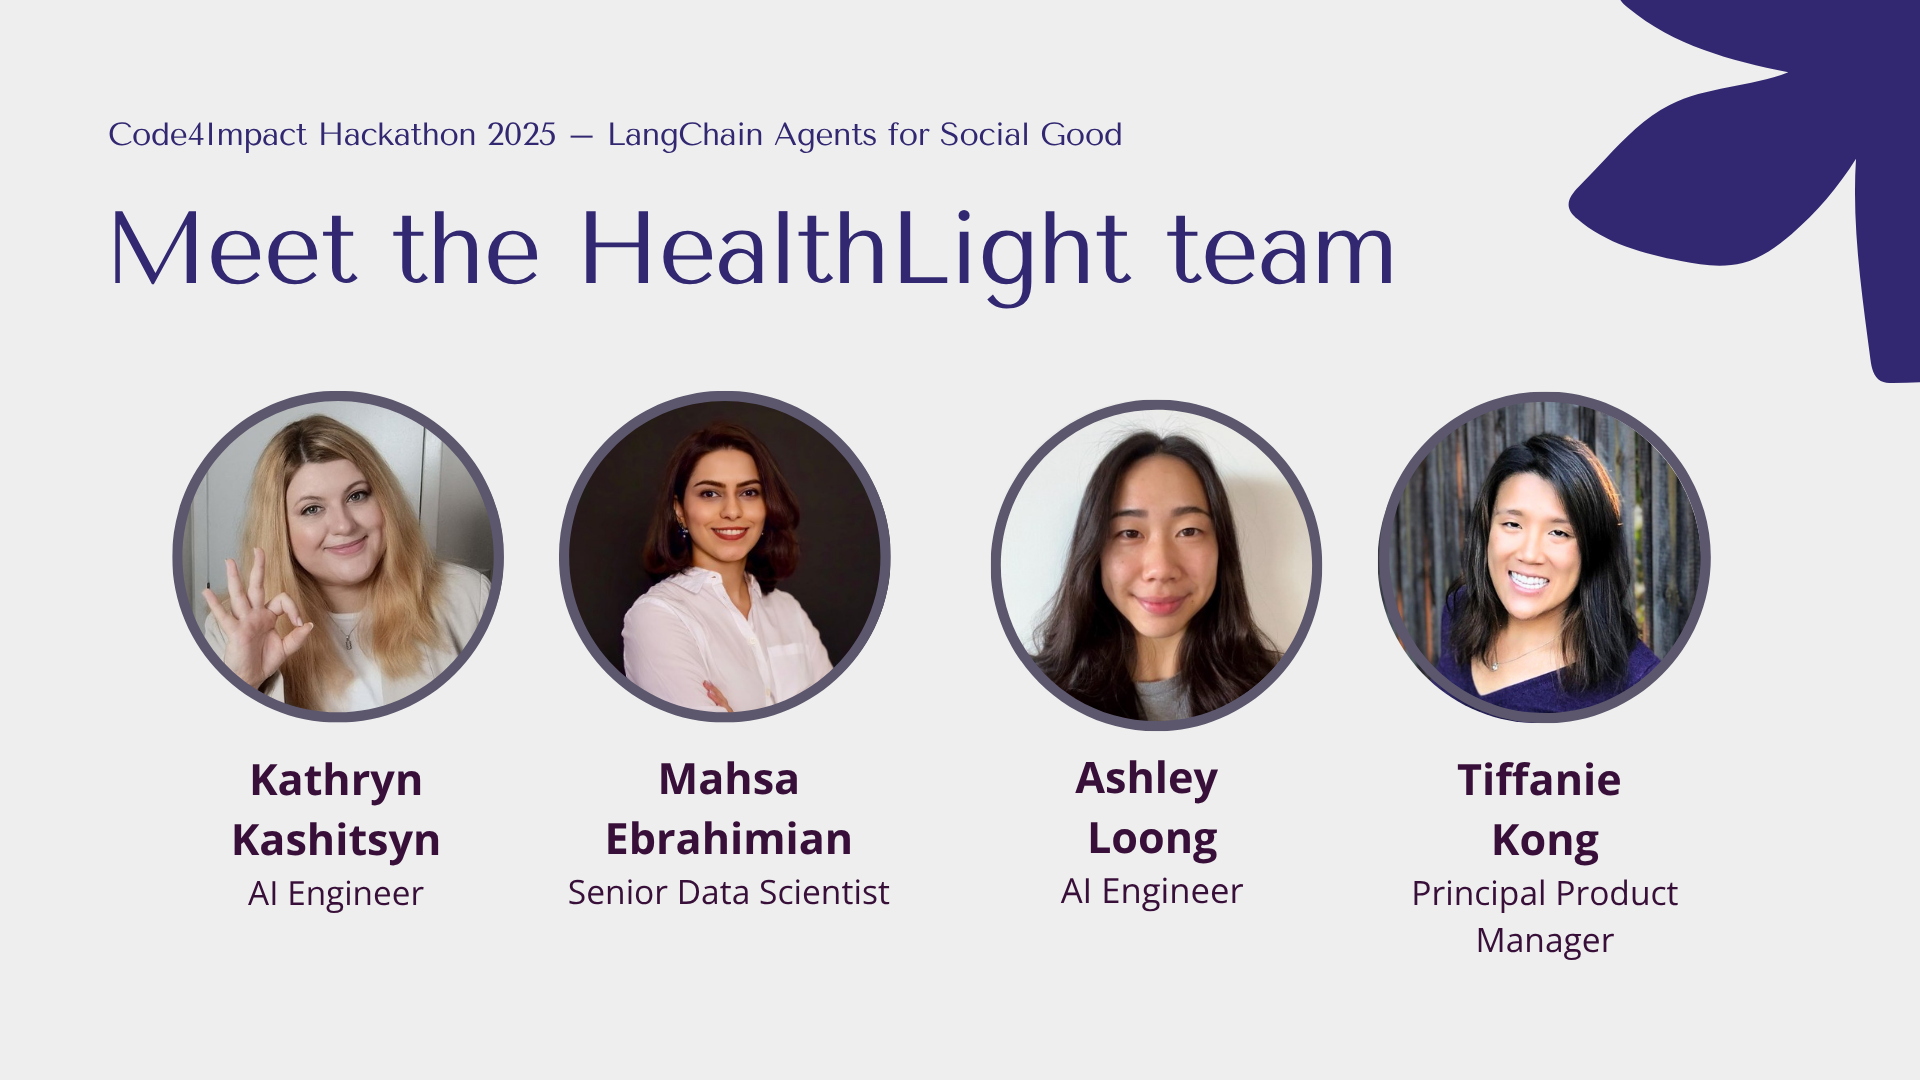 Code4Impact Hackathon 2025 – LangChain Agents for Social Good
Meet the HealthLight team
Kathryn
Kashitsyn
AI Engineer
Mahsa
Ebrahimian
Senior Data Scientist
Ashley
Loong
AI Engineer
Tiffanie
Kong
Principal Product
Manager